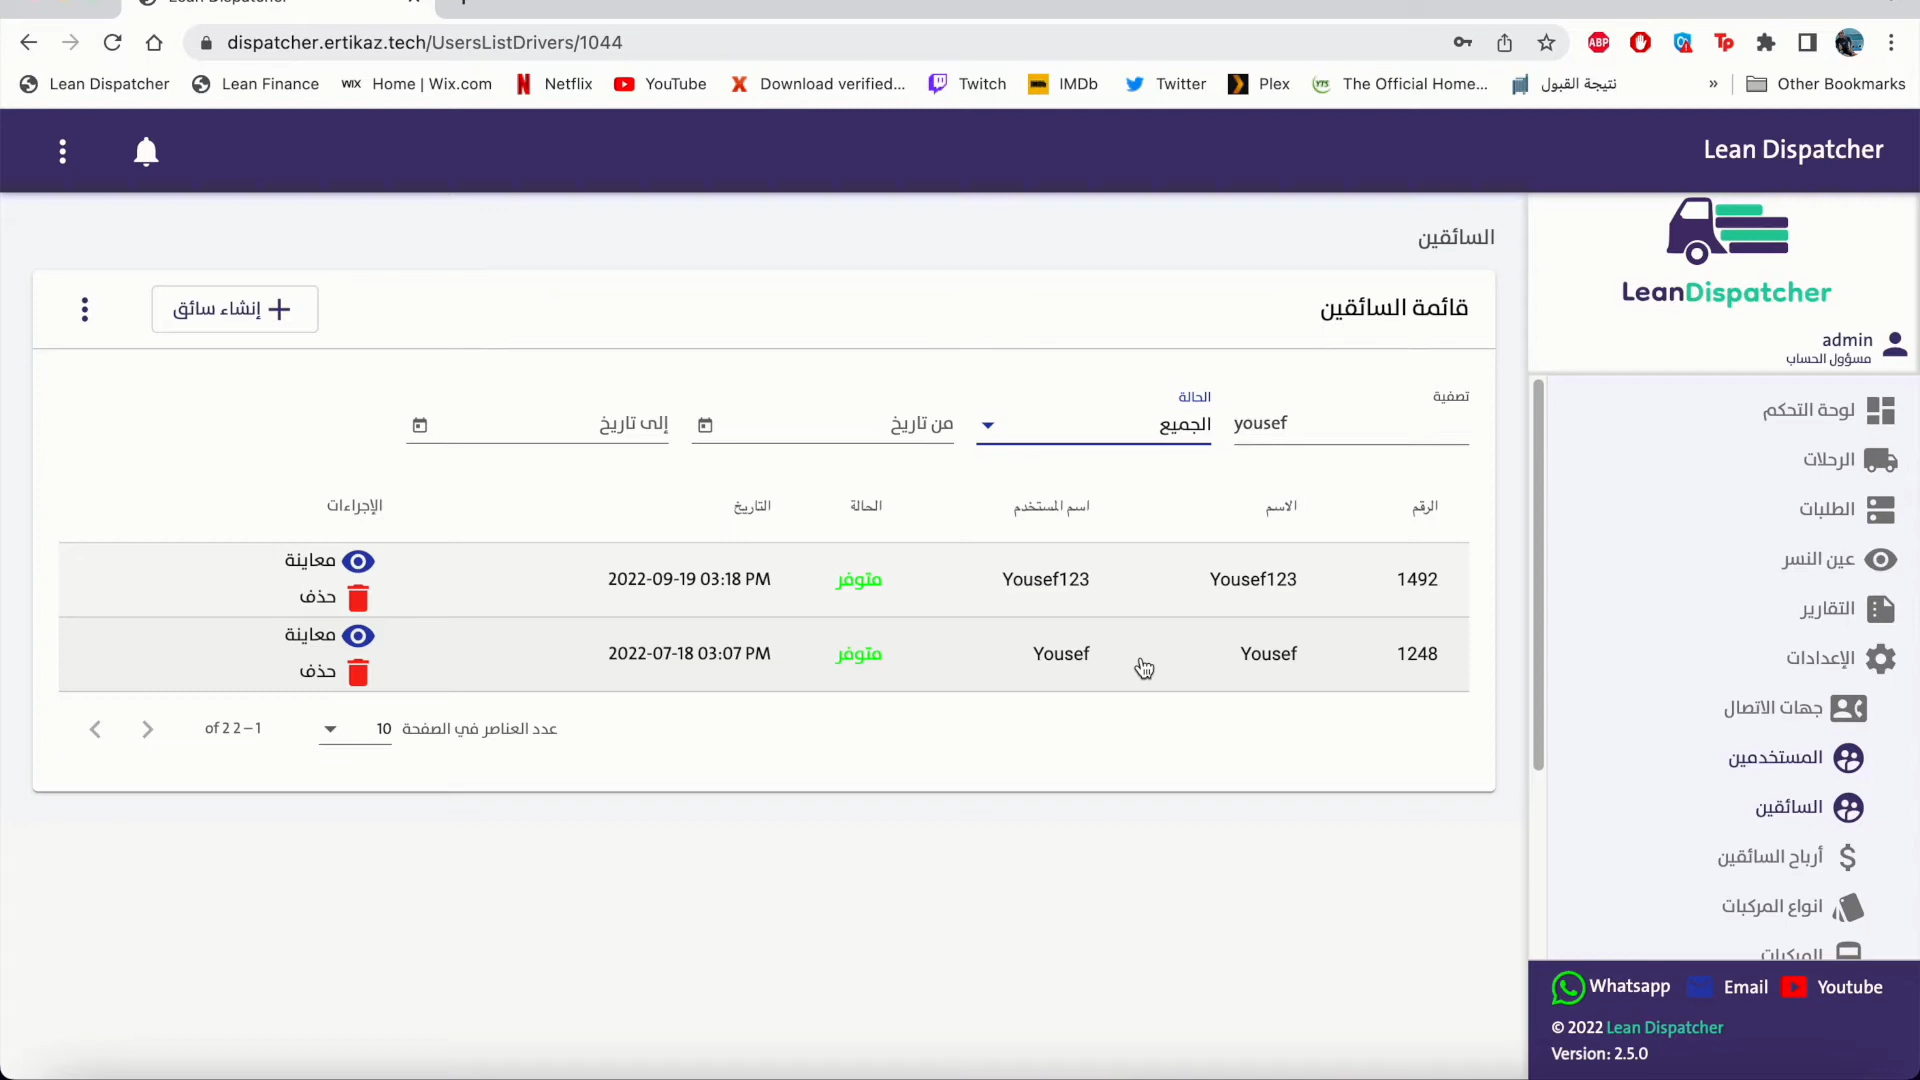 dispatcher.ertikaz.tech/UsersListDrivers/1044
Lean Dispatcher
Lean Finance
WIX Home | Wix.com
Netflix
YouTube
Download verified...
Twitch
IMDb
Twitter
Plex
The Official Home...
نتيجة القبول
»
Other Bookmarks
Lean Dispatcher
LeanDispatcher
admin
مسؤول الحساب
لوحة التحكم
الرحلات
الطلبات
عين النسر
التقارير
الإعدادات
جهات الاتصال
المستخدمين
السائقين
أرباح السائقين
انواع المركبات
المركبات
Whatsapp Email Youtube
© 2022 Lean Dispatcher
Version: 2.5.0
السائقين
قائمة السائقين
إنشاء سائق
تصفية
yousef
الحالة
الجميع
من تاريخ
إلى تاريخ
الرقم الاسم اسم المستخدم الحالة التاريخ الإجراءات
1492 Yousef123 Yousef123 متوفر 2022-09-19 03:18 PM معاينة
حذف
1248 Yousef Yousef متوفر 2022-07-18 03:07 PM معاينة
حذف
عدد العناصر في الصفحة 10
of 2 2 – 1